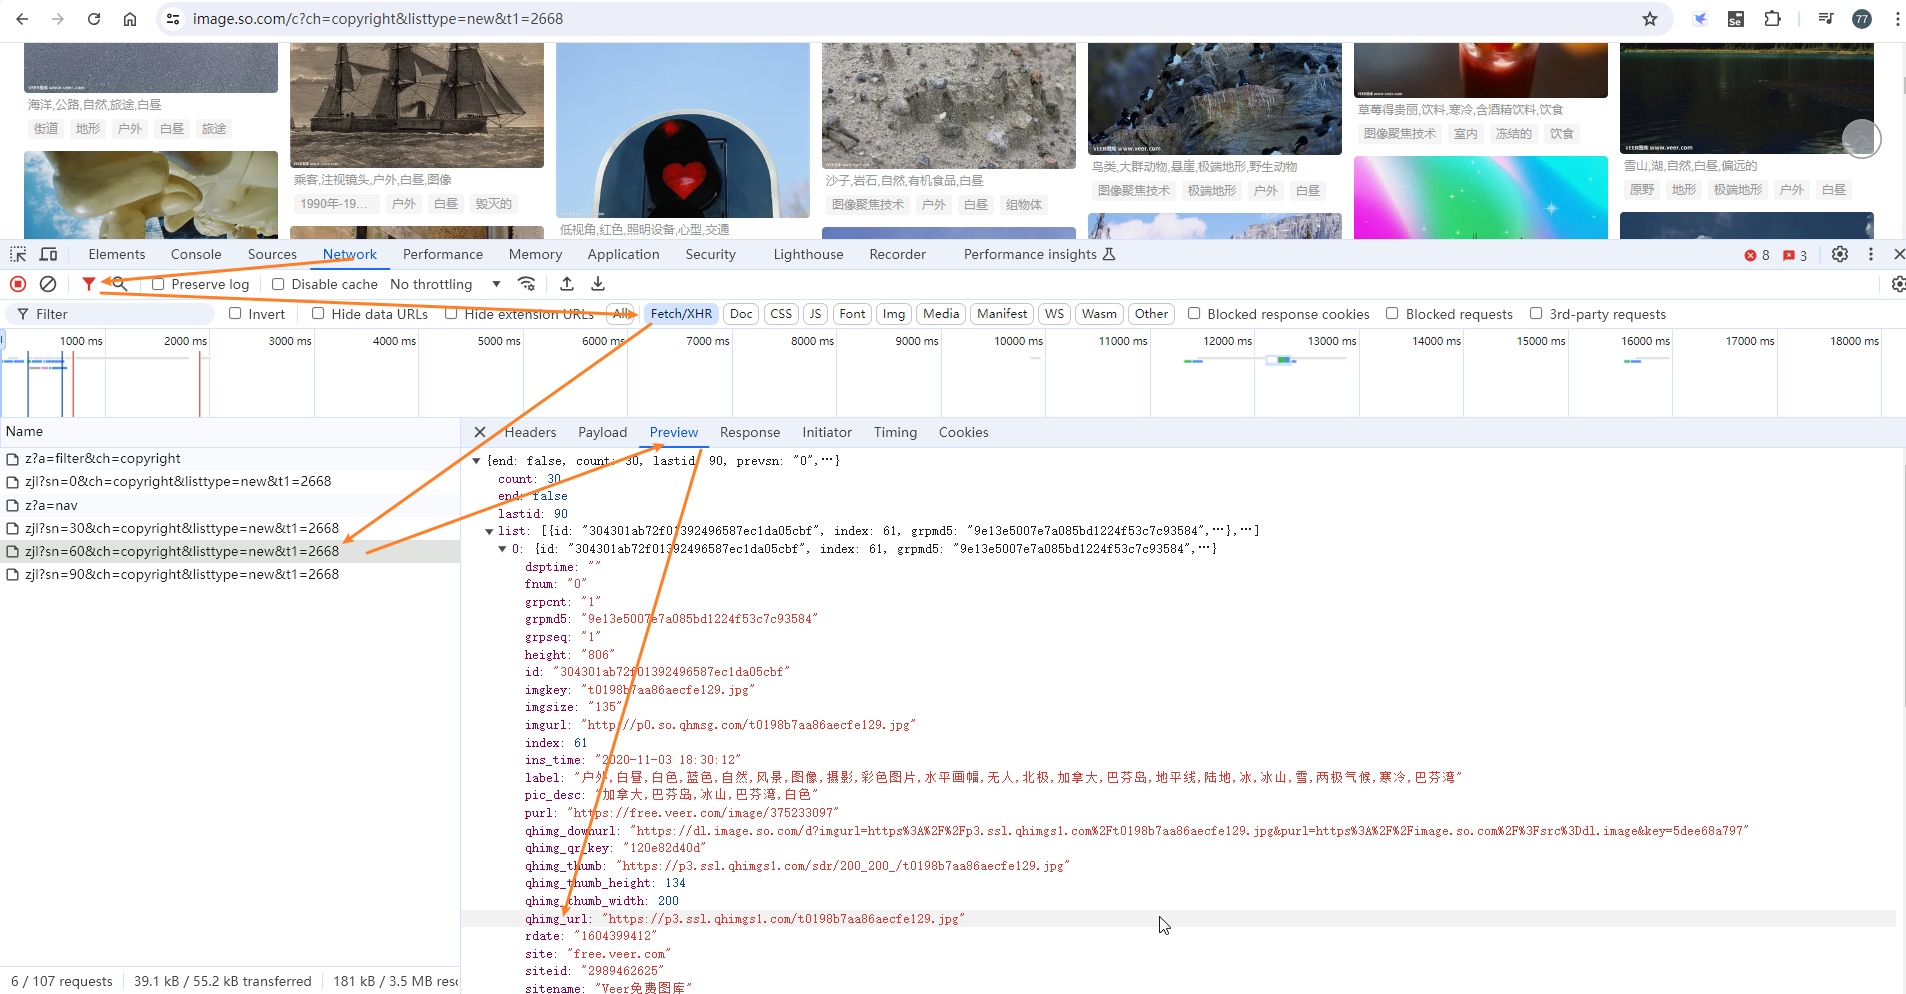 image.so.com/c?ch=copyright&listtype=new&t1=2668
77
海洋,公路,自然,旅途,白昼
街道 地形 户外 白昼 旅途
VEER图库 www.veer.com
乘客,注视镜头,户外,白昼,图像
1990年-19... 户外 白昼 毁灭的
低视角,红色,照明设备,心型,交通
沙子,岩石,自然,有机食品,白昼
图像聚焦技术 户外 白昼 组物体
鸟类,大群动物,悬崖,极端地形,野生动物
图像聚焦技术 极端地形 户外 白昼
草莓得贵丽,饮料,寒冷,含酒精饮料,饮食
图像聚焦技术 室内 冻结的 饮食
雪山,湖,自然,白昼,偏远的
原野 地形 极端地形 户外 白昼
Elements Console Sources Network Performance Memory Application Security Lighthouse Recorder Performance insights 8 3
Preserve log Disable cache No throttling
Filter Invert Hide data URLs Hide extension URLs All Fetch/XHR Doc CSS JS Font Img Media Manifest WS Wasm Other Blocked response cookies Blocked requests 3rd-party requests
1000 ms 2000 ms 3000 ms 4000 ms 5000 ms 6000 ms 7000 ms 8000 ms 9000 ms 10000 ms 11000 ms 12000 ms 13000 ms 14000 ms 15000 ms 16000 ms 17000 ms 18000 ms
Name
z?a=filter&ch=copyright
zjl?sn=0&ch=copyright&listtype=new&t1=2668
z?a=nav
zjl?sn=30&ch=copyright&listtype=new&t1=2668
zjl?sn=60&ch=copyright&listtype=new&t1=2668
zjl?sn=90&ch=copyright&listtype=new&t1=2668
Headers Payload Preview Response Initiator Timing Cookies
{end: false, count: 30, lastid: 90, prevsn: "0",…}
count: 30
end: false
lastid: 90
list: [{id: "304301ab72f01392496587ec1da05cbf", index: 61, grpmd5: "9e13e5007e7a085bd1224f53c7c93584",…},…]
0: {id: "304301ab72f01392496587ec1da05cbf", index: 61, grpmd5: "9e13e5007e7a085bd1224f53c7c93584",…}
dsptime: ""
fnum: "0"
grpcnt: "1"
grpmd5: "9e13e5007e7a085bd1224f53c7c93584"
grpseq: "1"
height: "806"
id: "304301ab72f01392496587ec1da05cbf"
imgkey: "t0198b7aa86aecfe129.jpg"
imgsize: "135"
imgurl: "http://p0.so.qhmsg.com/t0198b7aa86aecfe129.jpg"
index: 61
ins_time: "2020-11-03 18:30:12"
label: "户外,白昼,白色,蓝色,自然,风景,图像,摄影,彩色图片,水平画幅,无人,北极,加拿大,巴芬岛,地平线,陆地,冰,冰山,雪,两极气候,寒冷,巴芬湾"
pic_desc: "加拿大,巴芬岛,冰山,巴芬湾,白色"
purl: "https://free.veer.com/image/375233097"
qhimg_downurl: "https://dl.image.so.com/d?imgurl=https%3A%2F%2Fp3.ssl.qhimgs1.com%2Ft0198b7aa86aecfe129.jpg&purl=https%3A%2F%2Fimage.so.com%2F%3Fsrc%3Ddl.image&key=5dee68a797"
qhimg_qr_key: "120e82d40d"
qhimg_thumb: "https://p3.ssl.qhimgs1.com/sdr/200_200_/t0198b7aa86aecfe129.jpg"
qhimg_thumb_height: 134
qhimg_thumb_width: 200
qhimg_url: "https://p3.ssl.qhimgs1.com/t0198b7aa86aecfe129.jpg"
rdate: "1604399412"
site: "free.veer.com"
siteid: "2989462625"
sitename: "Veer免费图库"
6 / 107 requests 39.1 kB / 55.2 kB transferred 181 kB / 3.5 MB resc